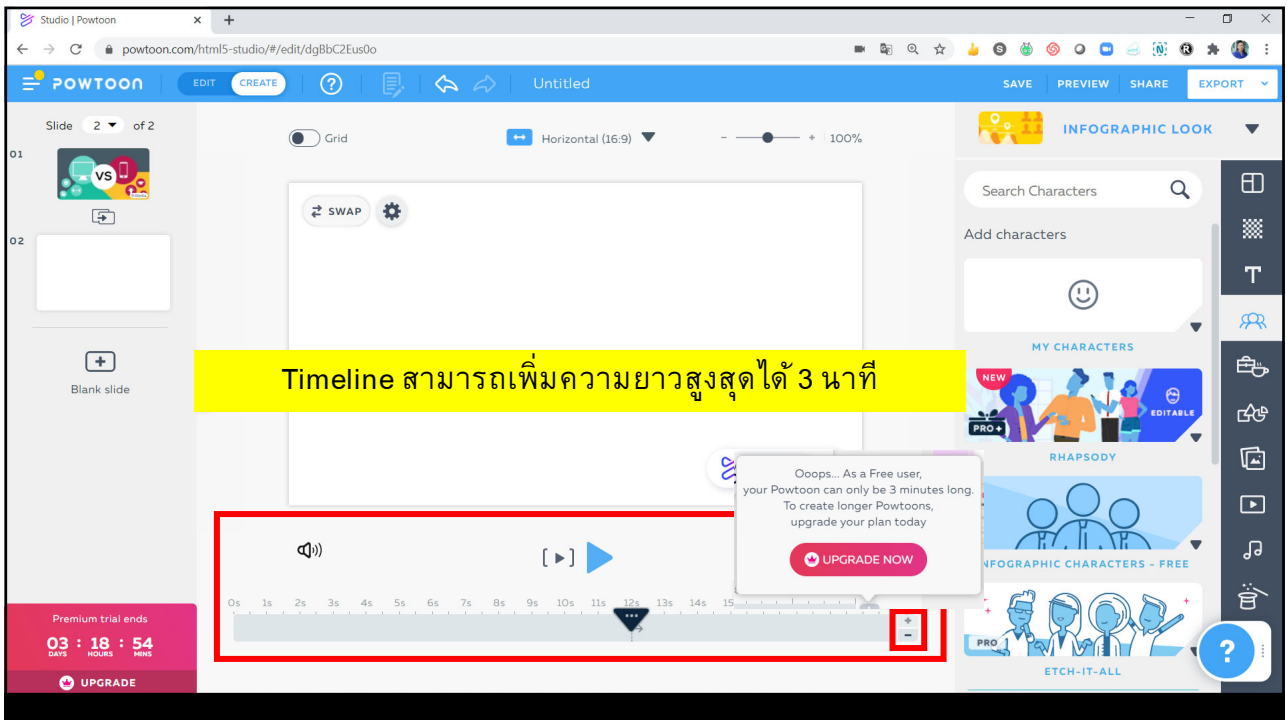 Studio | Powtoon
powtoon.com/html5-studio/#/edit/dgBbC2Eus0o
POWTOON
EDIT CREATE
Untitled
SAVE PREVIEW SHARE EXPORT
Slide 2 of 2
Grid
Horizontal (16:9)
- + 100%
INFOGRAPHIC LOOK
01
VS
02
Blank slide
SWAP
Search Characters
Add characters
MY CHARACTERS
NEW
EDITABLE
PRO+
RHAPSODY
Timeline สามารถเพิ่มความยาวสูงสุดได้ 3 นาที
Ooops... As a Free user,
your Powtoon can only be 3 minutes long.
To create longer Powtoons,
upgrade your plan today
UPGRADE NOW
NFOGRAPHIC CHARACTERS - FREE
0s 1s 2s 3s 4s 5s 6s 7s 8s 9s 10s 11s 12s 13s 14s 15
+
-
PRO
ETCH-IT-ALL
Premium trial ends
03 : 18 : 54
DAYS HOURS MINS
UPGRADE
?